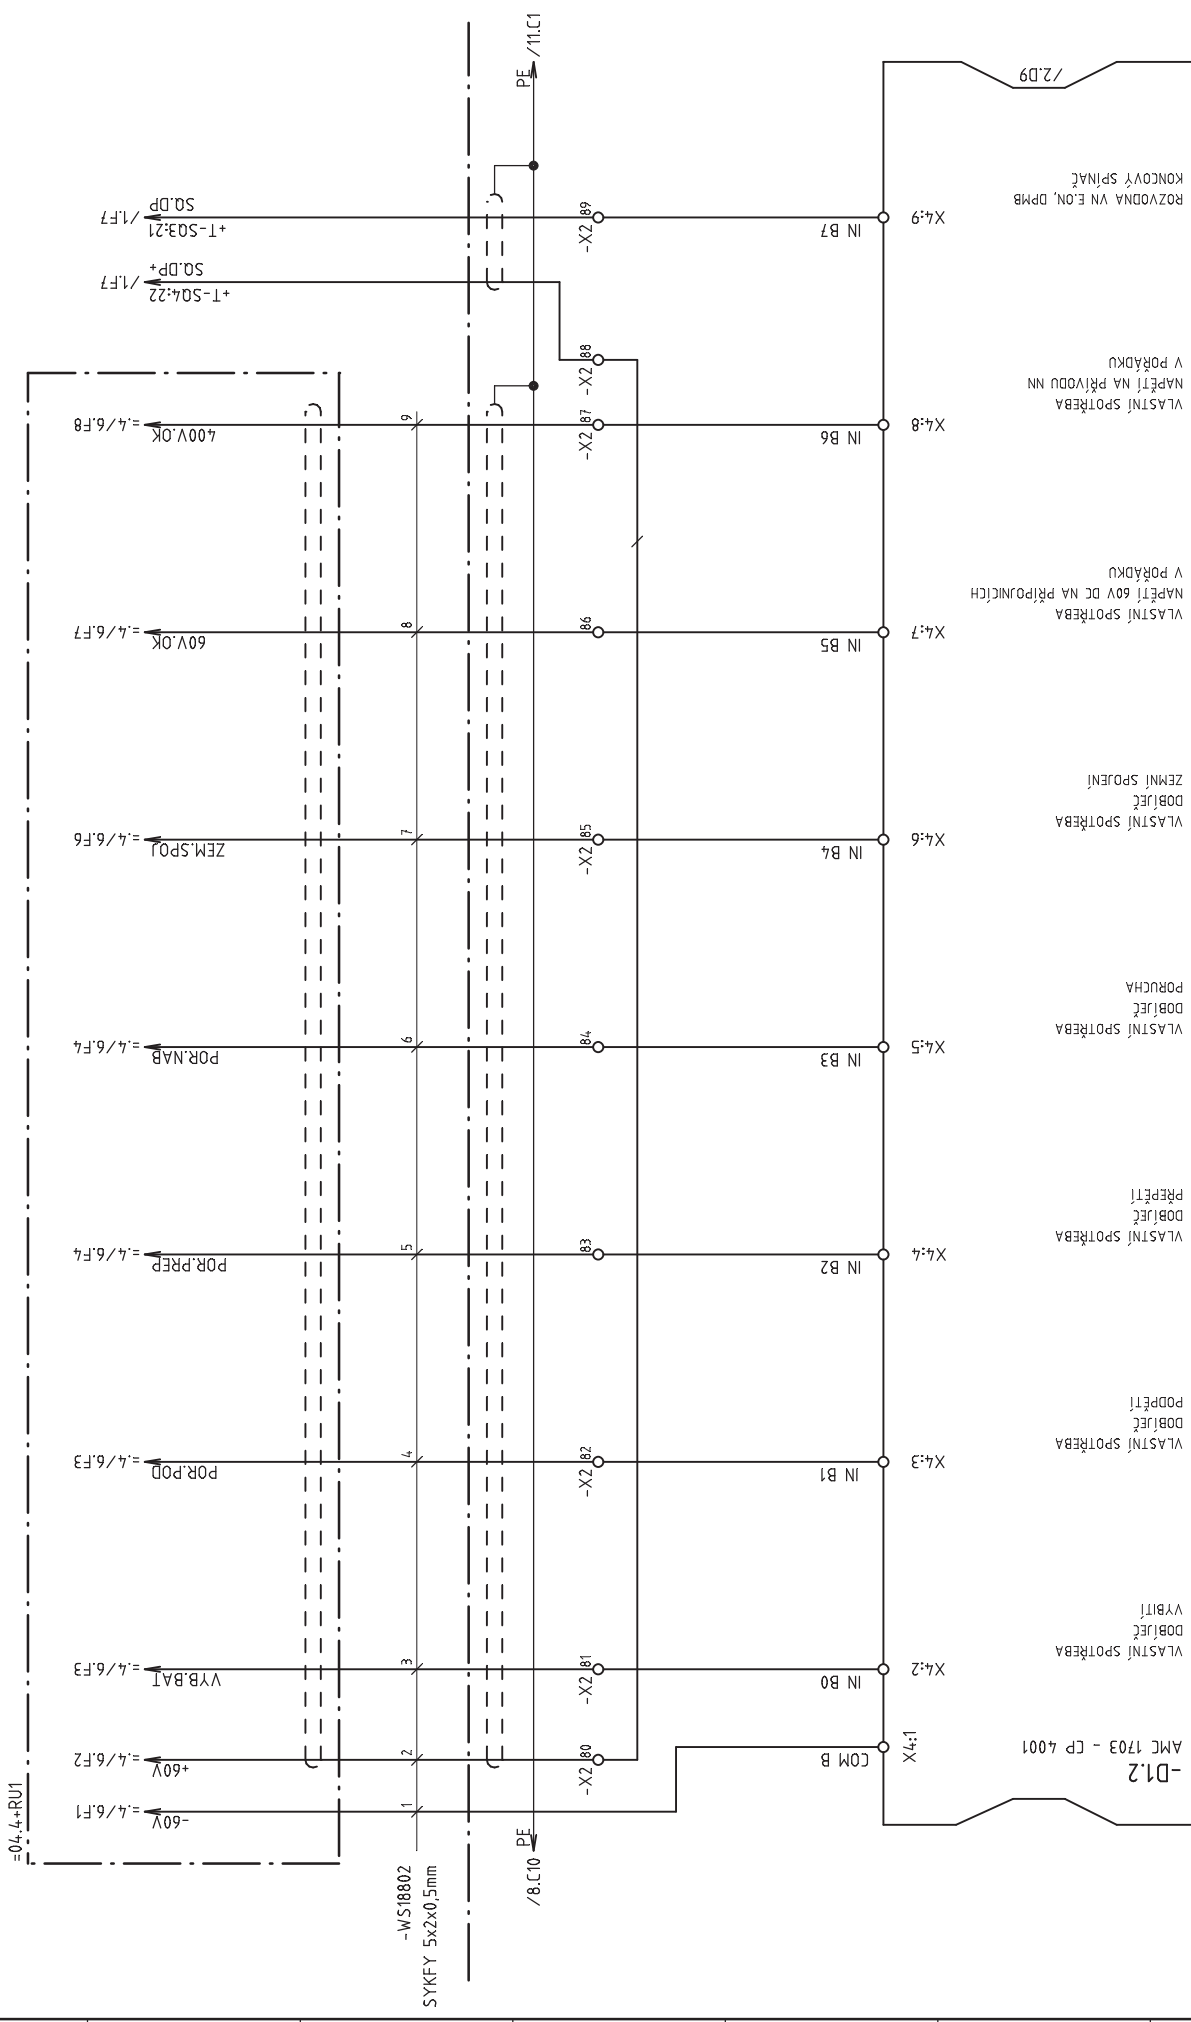 /11.C1
PE
/2.D9
ROZVODNA VN E.ON, DPMB
KONCOVÝ SPÍNAČ
/1.F7
+T-SQ3:21
SQ.DP
-X2
89
IN B7
X4:9
/1.F7
+T-SQ4:22
SQ.DP+
-X2
88
=.4/6.F8
400V.OK
9
-X2
87
IN B6
X4:8
VLASTNÍ SPOTŘEBA
NAPĚTÍ NA PŘÍVODU NN
V POŘÁDKU
=.4/6.F7
60V.OK
8
86
IN B5
X4:7
VLASTNÍ SPOTŘEBA
NAPĚTÍ 60V DC NA PŘÍPOJNICÍCH
V POŘÁDKU
=.4/6.F6
ZEM.SPOJ
7
-X2
85
IN B4
X4:6
VLASTNÍ SPOTŘEBA
DOBÍJEČ
ZEMNÍ SPOJENÍ
=.4/6.F4
POR.NAB
6
84
IN B3
X4:5
VLASTNÍ SPOTŘEBA
DOBÍJEČ
PORUCHA
=.4/6.F4
POR.PREP
5
83
IN B2
X4:4
VLASTNÍ SPOTŘEBA
DOBÍJEČ
PŘEPĚTÍ
=.4/6.F3
POR.POD
4
-X2
82
IN B1
X4:3
VLASTNÍ SPOTŘEBA
DOBÍJEČ
PODPĚTÍ
=.4/6.F3
VYB.BAT
3
-X2
81
IN B0
X4:2
VLASTNÍ SPOTŘEBA
DOBÍJEČ
VYBITÍ
=.4/6.F2
+60V
2
-X2
80
COM B
X4:1
=.4/6.F1
-60V
1
-D1.2
AMC 1703 - CP 4001
=04.4+RU1
PE
/8.C10
-WS18802
SYKFY 5x2x0,5mm